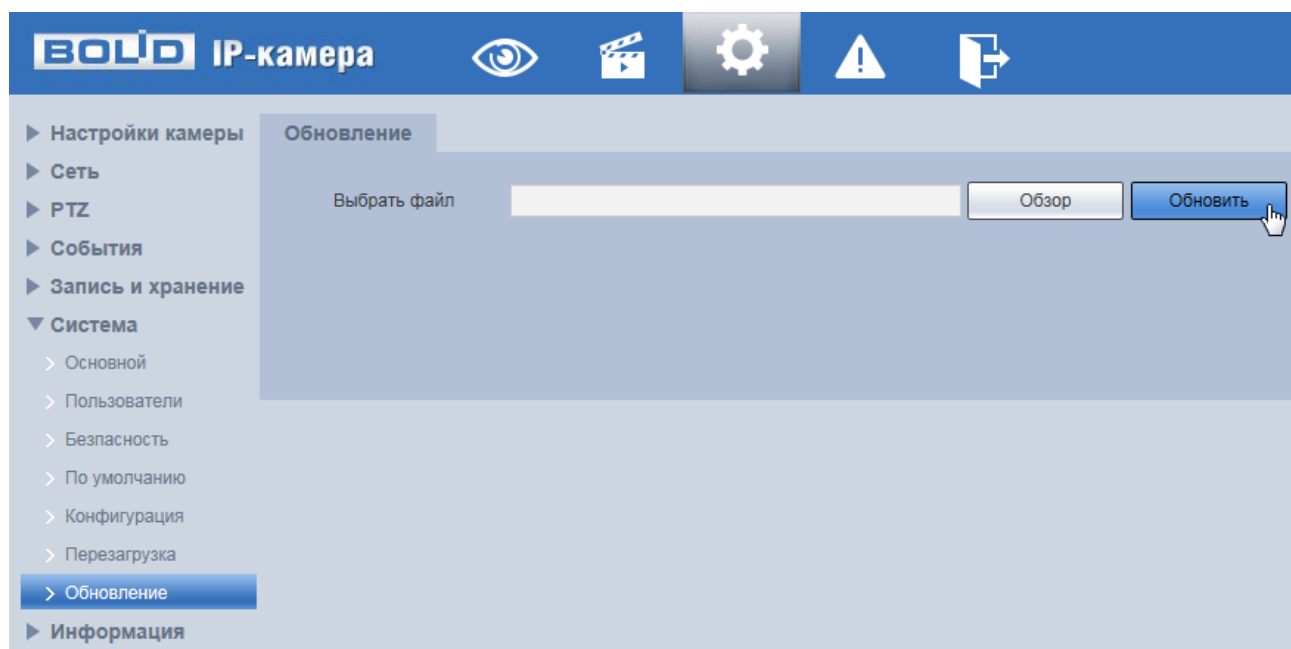 BOLID IP-камера
Настройки камеры
Сеть
PTZ
События
Запись и хранение
Система
Основной
Пользователи
Безпасность
По умолчанию
Конфигурация
Перезагрузка
Обновление
Информация
Обновление
Выбрать файл Обзор Обновить